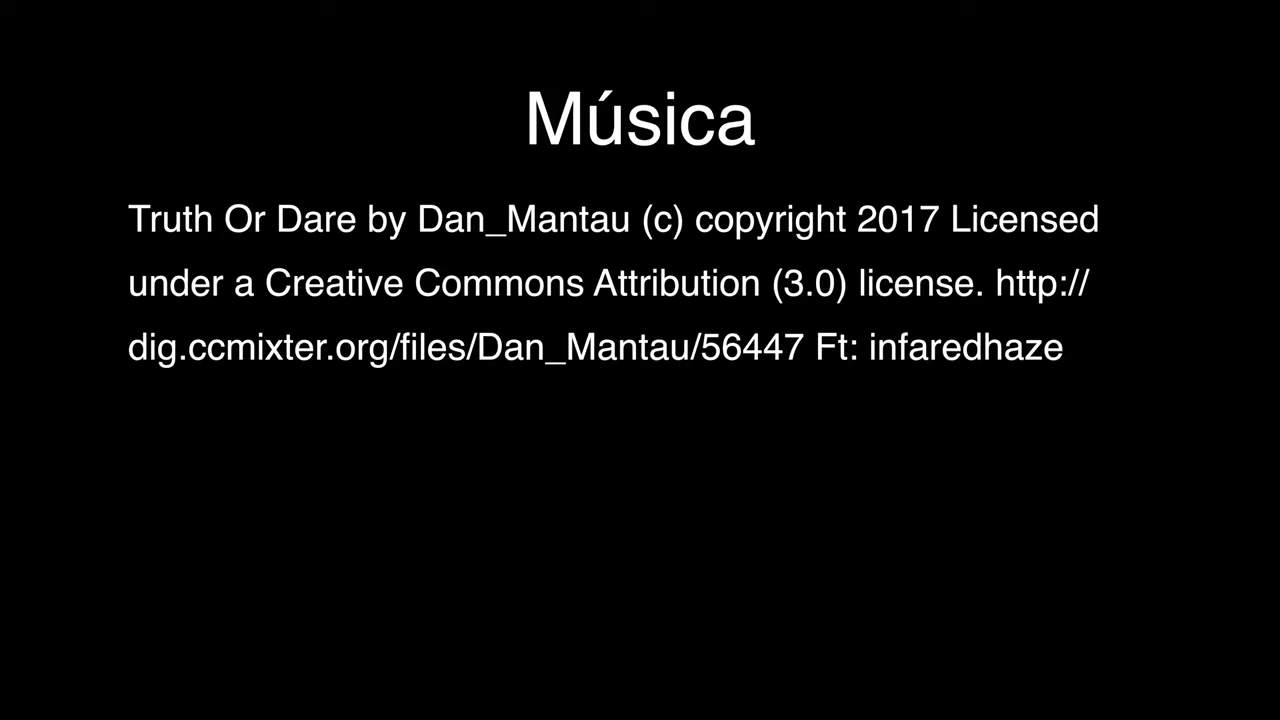 Música
Truth Or Dare by Dan_Mantau (c) copyright 2017 Licensed
under a Creative Commons Attribution (3.0) license. http://
dig.ccmixter.org/files/Dan_Mantau/56447 Ft: infaredhaze